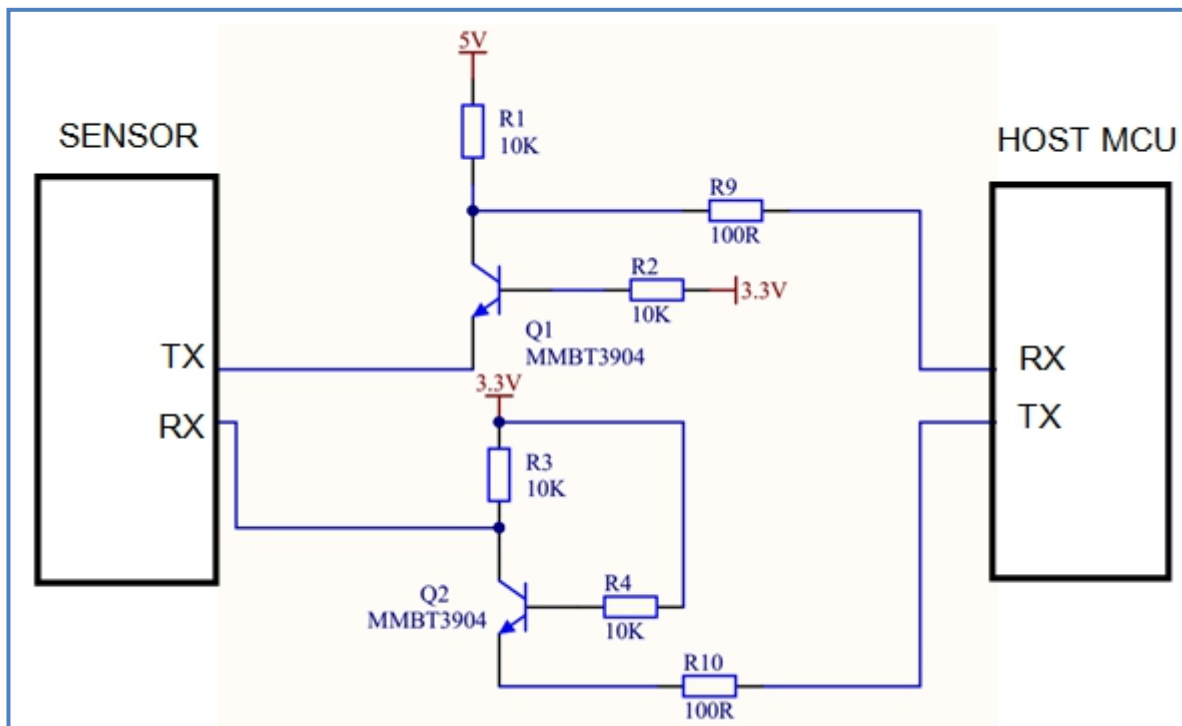 5V
SENSOR
R1
10K
HOST MCU
R9
100R
R2
10K
3.3V
Q1
MMBT3904
TX
RX
3.3V
RX
TX
R3
10K
Q2
MMBT3904
R4
10K
R10
100R